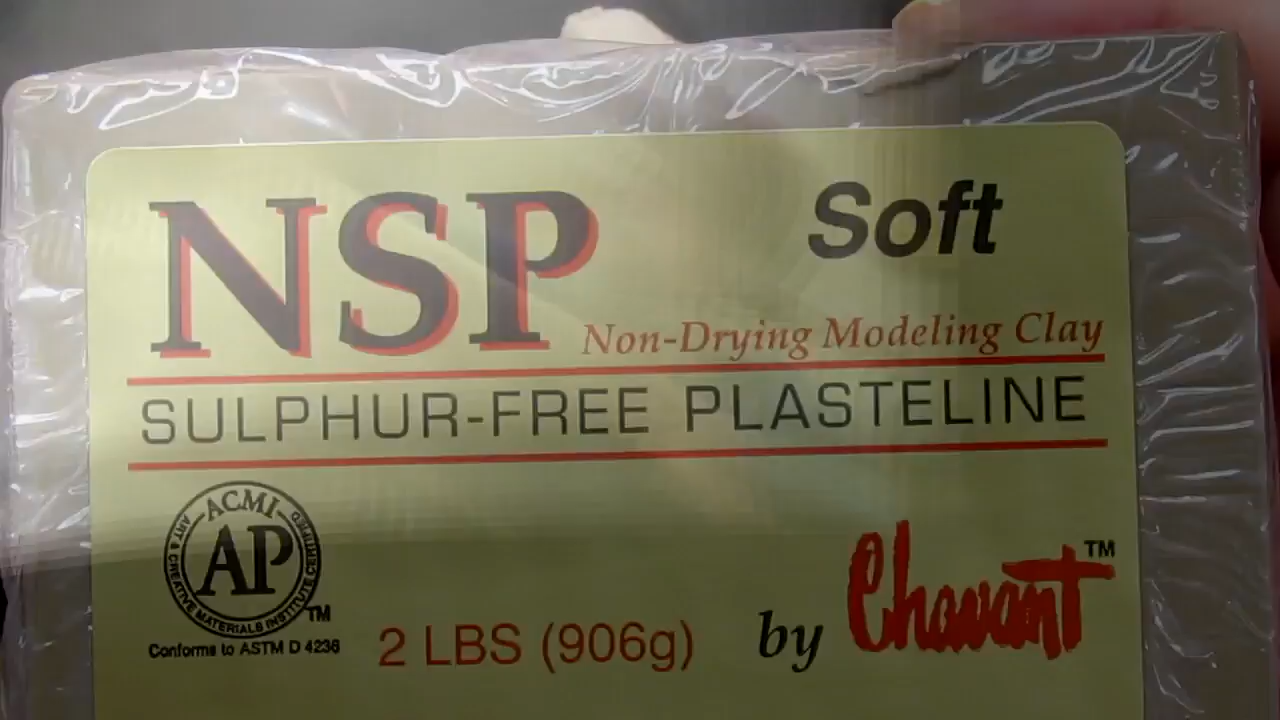 NSP
Soft
Non-Drying Modeling Clay
SULPHUR-FREE PLASTELINE
ACMI
AP
ART & CREATIVE MATERIALS INSTITUTE CERTIFIED
TM
Conforms to ASTM D 4236
2 LBS (906g)
by Chavant TM